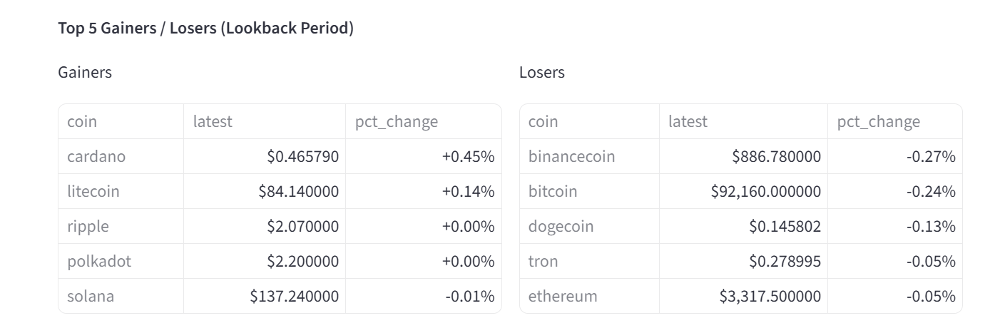 Top 5 Gainers / Losers (Lookback Period)
Gainers
coin latest pct_change
cardano $0.465790 +0.45%
litecoin $84.140000 +0.14%
ripple $2.070000 +0.00%
polkadot $2.200000 +0.00%
solana $137.240000 -0.01%
Losers
coin latest pct_change
binancecoin $886.780000 -0.27%
bitcoin $92,160.000000 -0.24%
dogecoin $0.145802 -0.13%
tron $0.278995 -0.05%
ethereum $3,317.500000 -0.05%